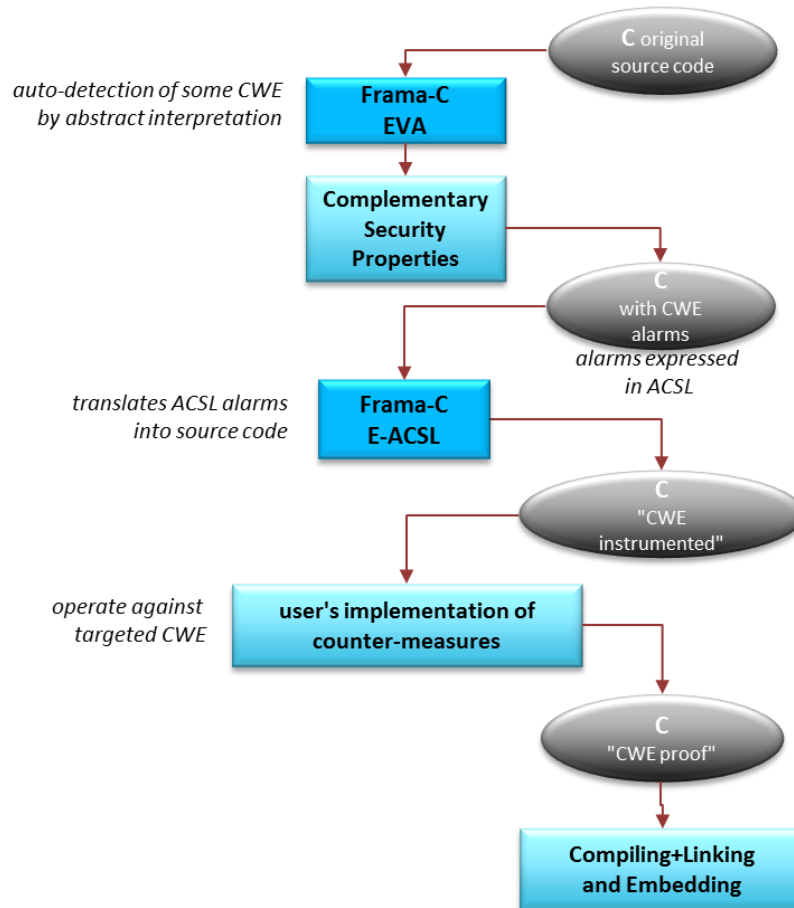 C original
source code
auto-detection of some CWE
by abstract interpretation
Frama-C
EVA
Complementary
Security
Properties
C
with CWE
alarms
alarms expressed
in ACSL
translates ACSL alarms
into source code
Frama-C
E-ACSL
C
"CWE
instrumented"
operate against
targeted CWE
user's implementation of
counter-measures
C
"CWE proof"
Compiling+Linking
and Embedding